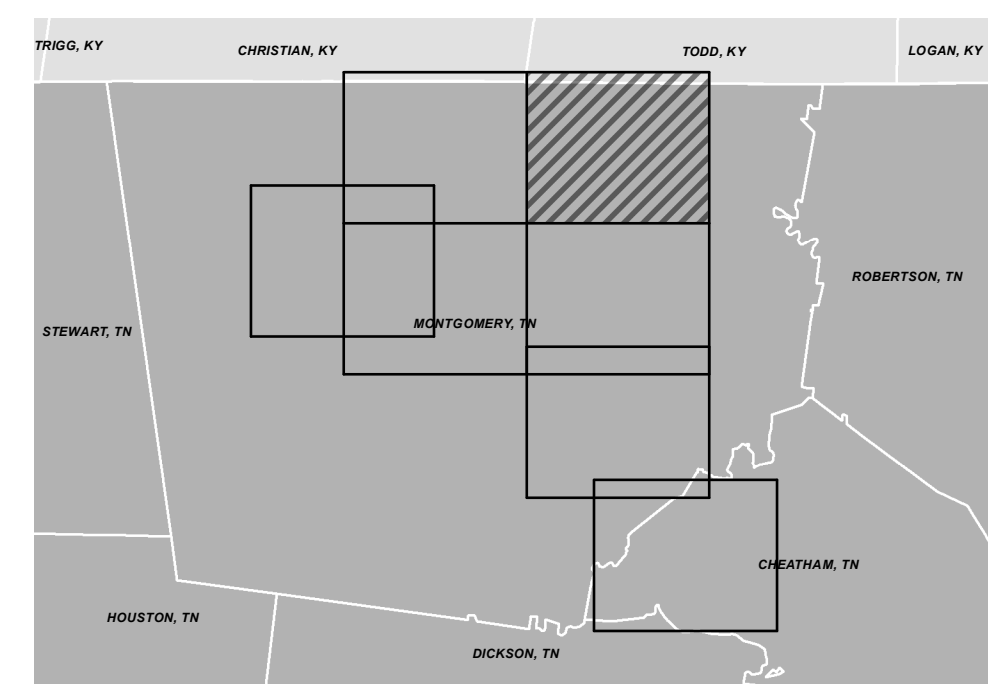 TRIGG, KY
CHRISTIAN, KY
TODD, KY
LOGAN, KY
ROBERTSON, TN
MONTGOMERY, TN
STEWART, TN
CHEATHAM, TN
HOUSTON, TN
DICKSON, TN